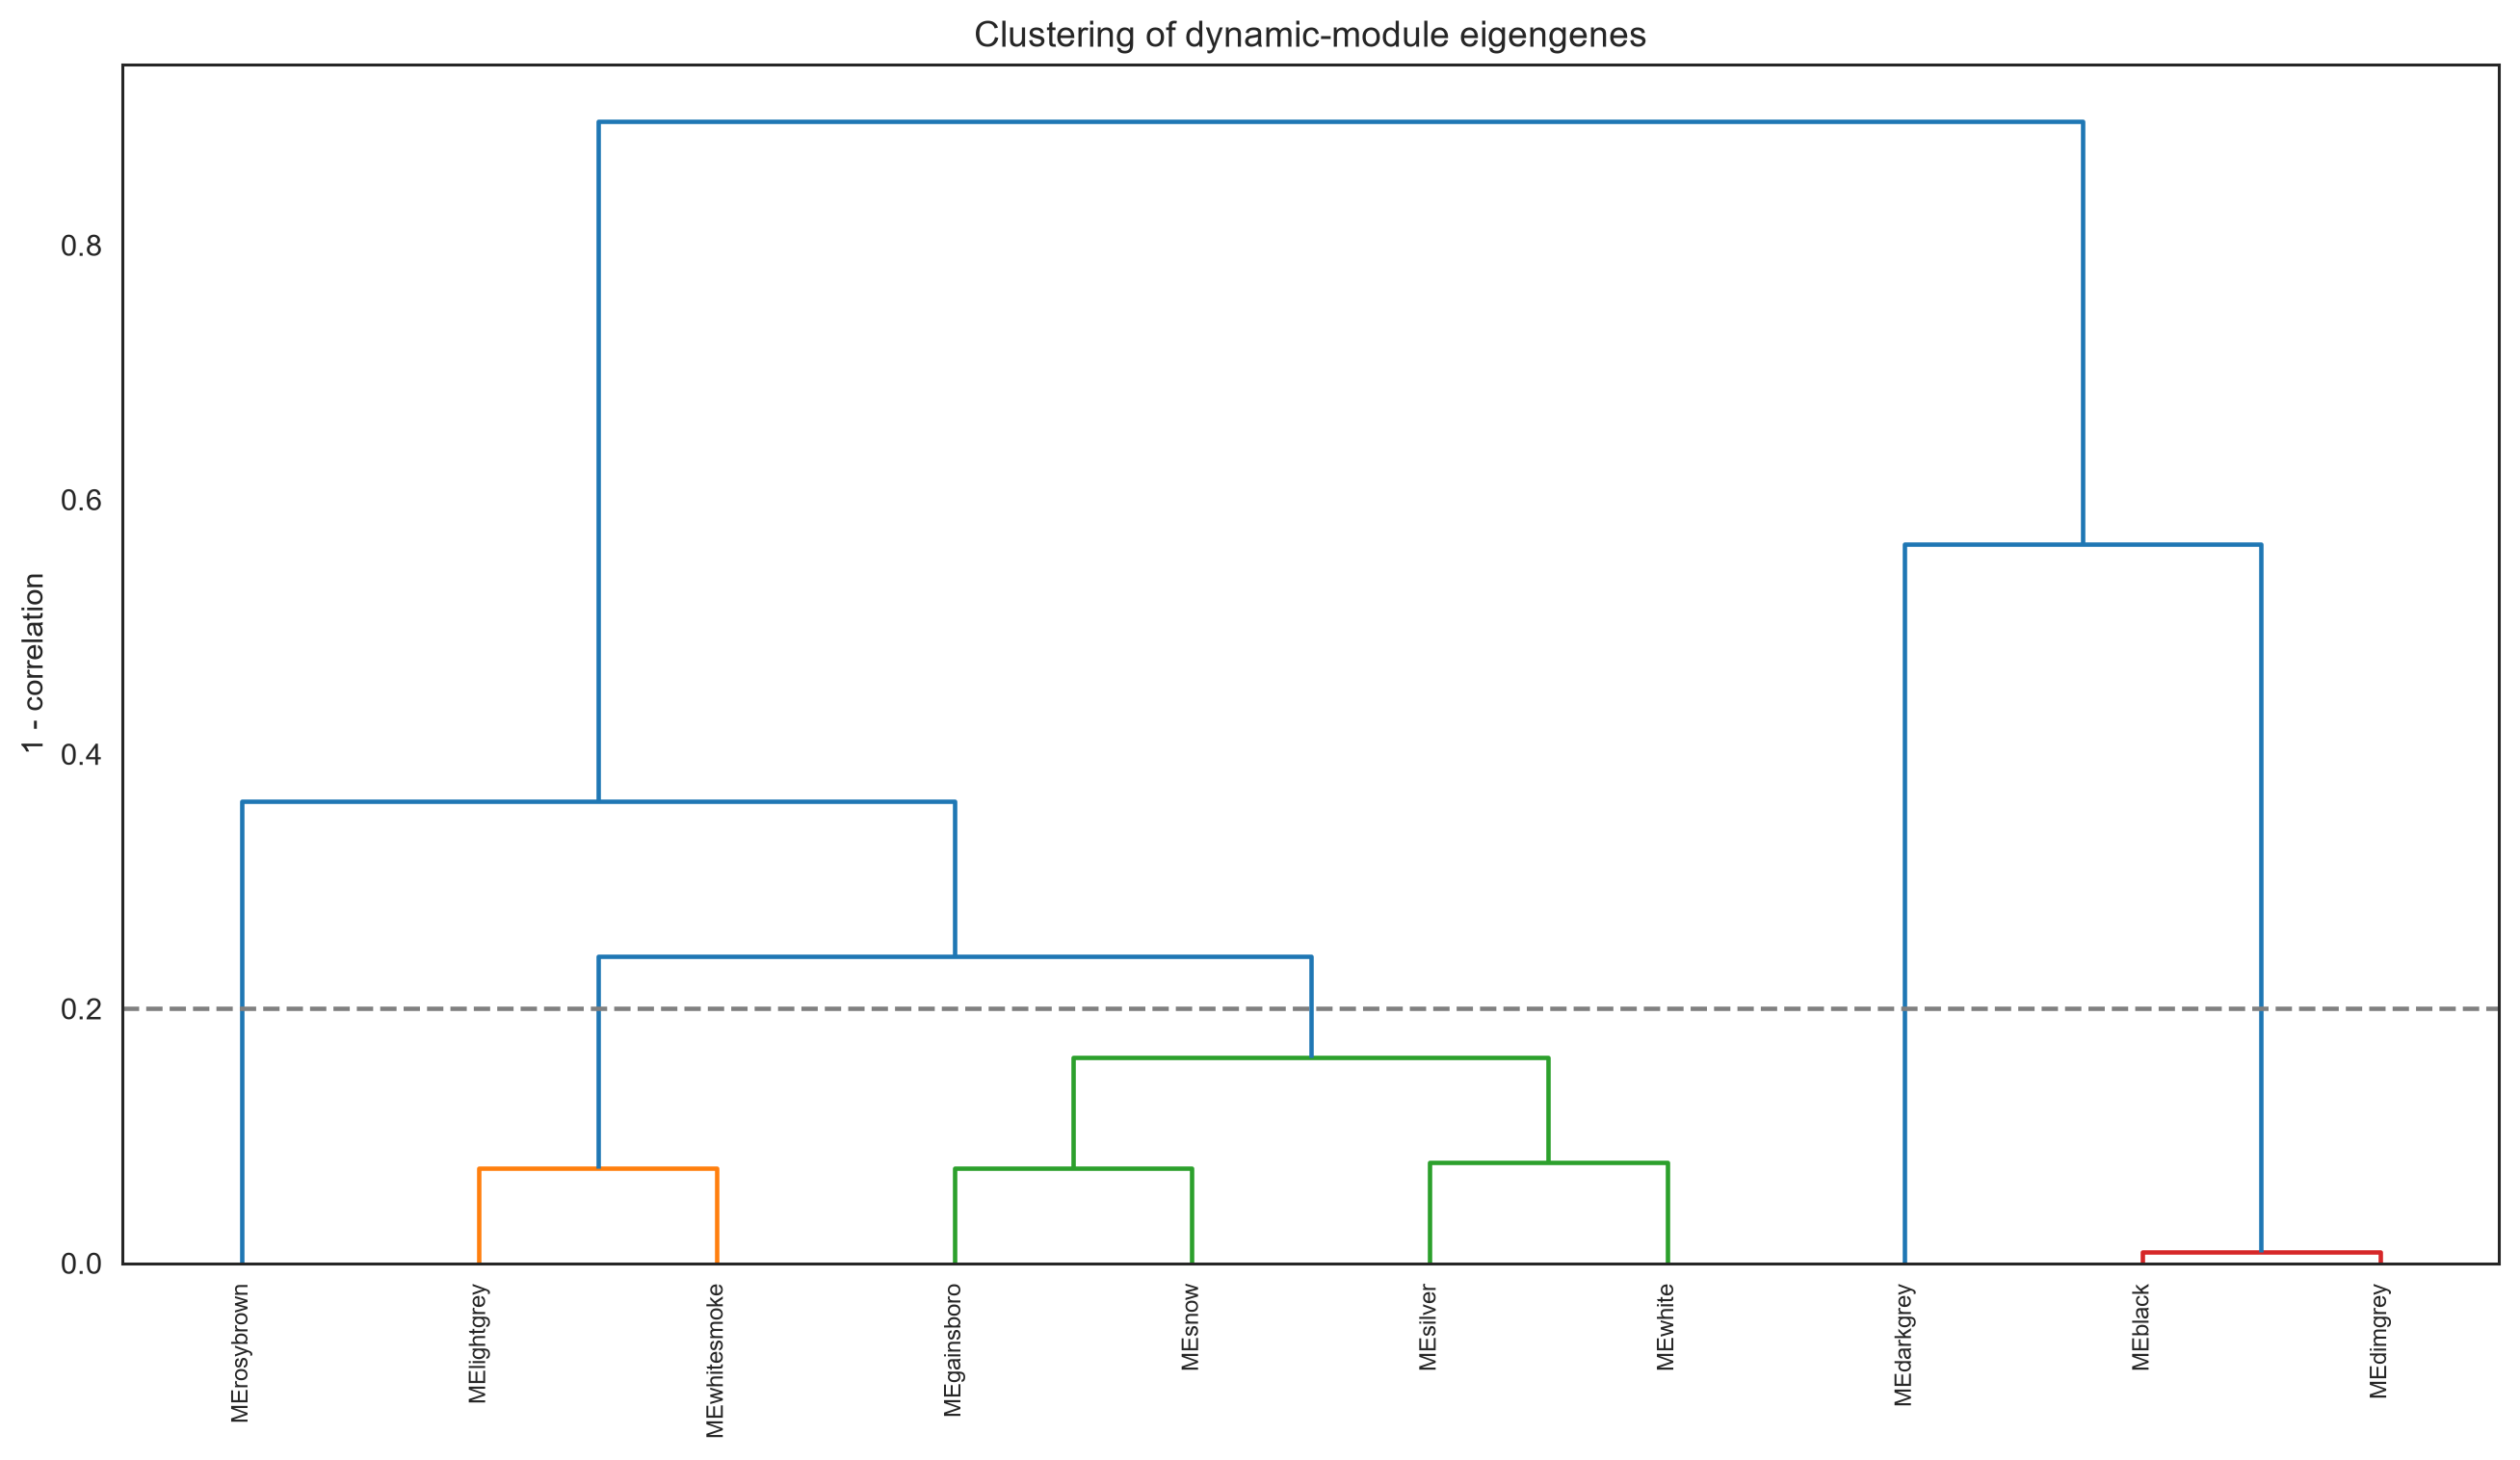 Clustering of dynamic-module eigengenes
1 - correlation
0.8
0.6
0.4
0.2
0.0
MErosybrown
MElightgrey
MEwhitesmoke
MEgainsboro
MEsnow
MEsilver
MEwhite
MEdarkgrey
MEblack
MEdimgrey